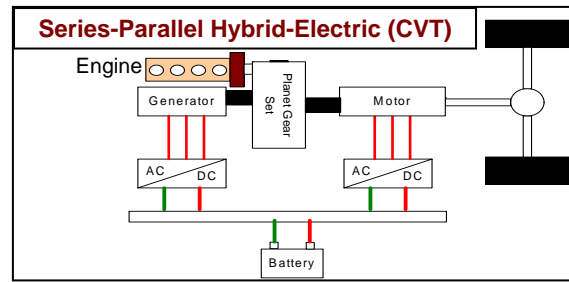 Series-Parallel Hybrid-Electric (CVT)
Engine
Planet Gear
Set
Generator
Motor
AC
DC
AC
DC
Battery